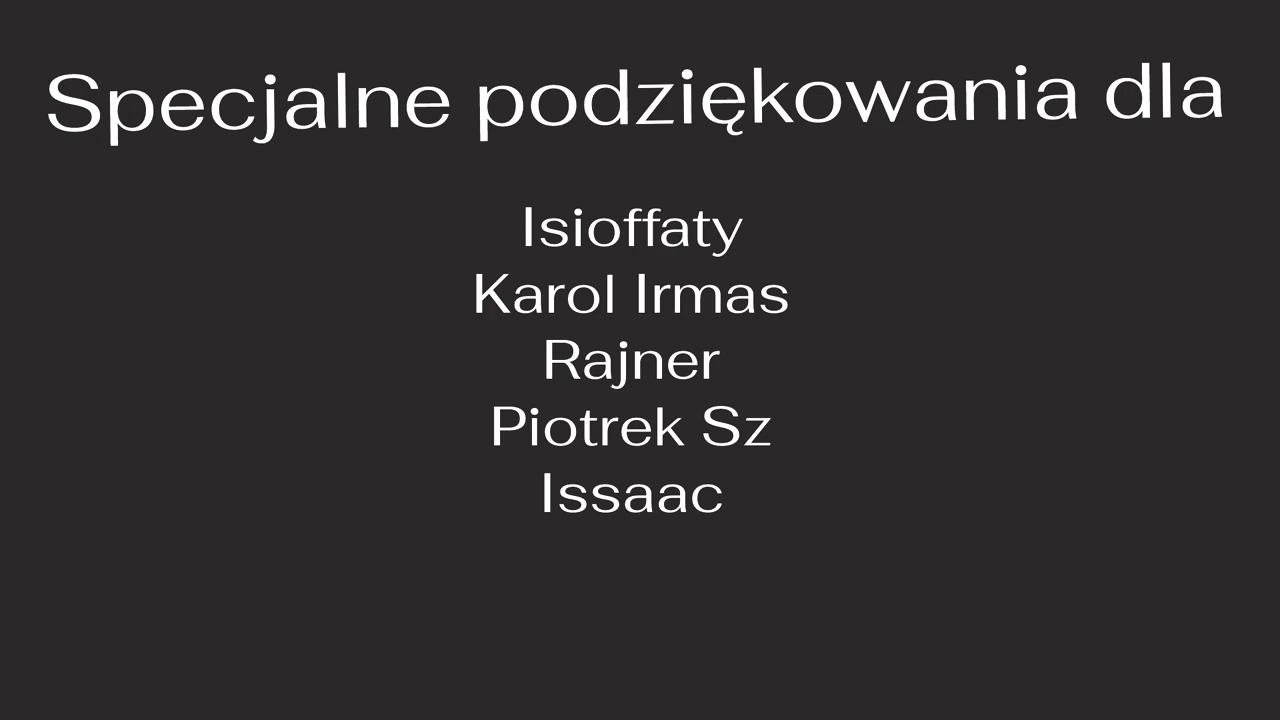 Specjalne podziękowania dla
Isioffaty
Karol Irmas
Rajner
Piotrek Sz
Issaac